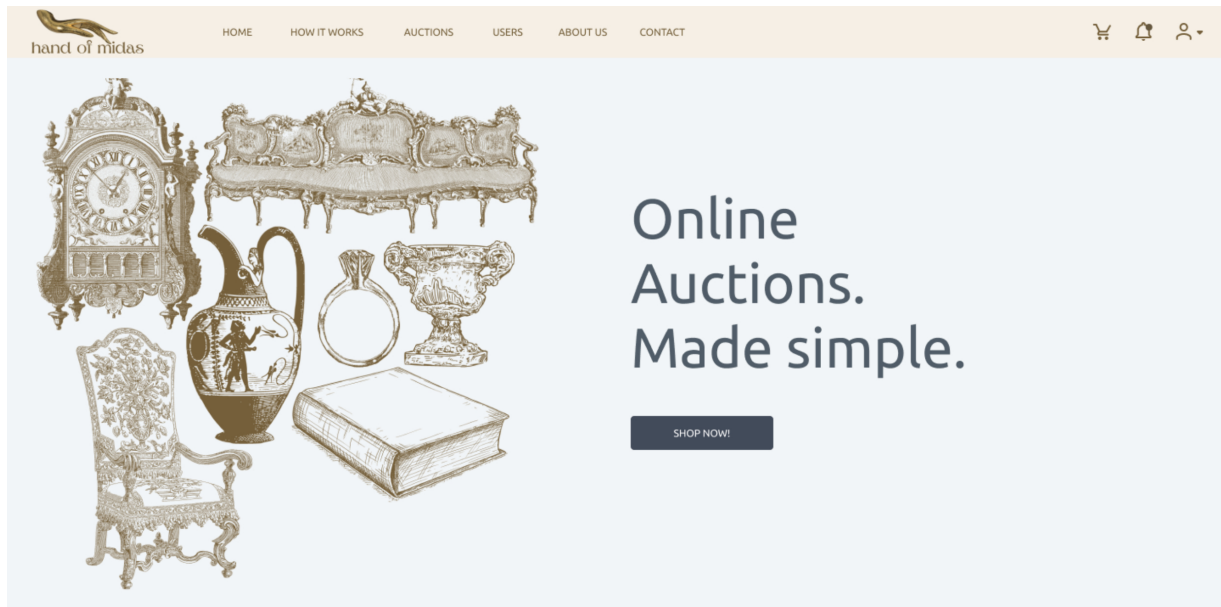 hand of midas
HOME
HOW IT WORKS
AUCTIONS
USERS
ABOUT US
CONTACT
Online
Auctions.
Made simple.
SHOP NOW!